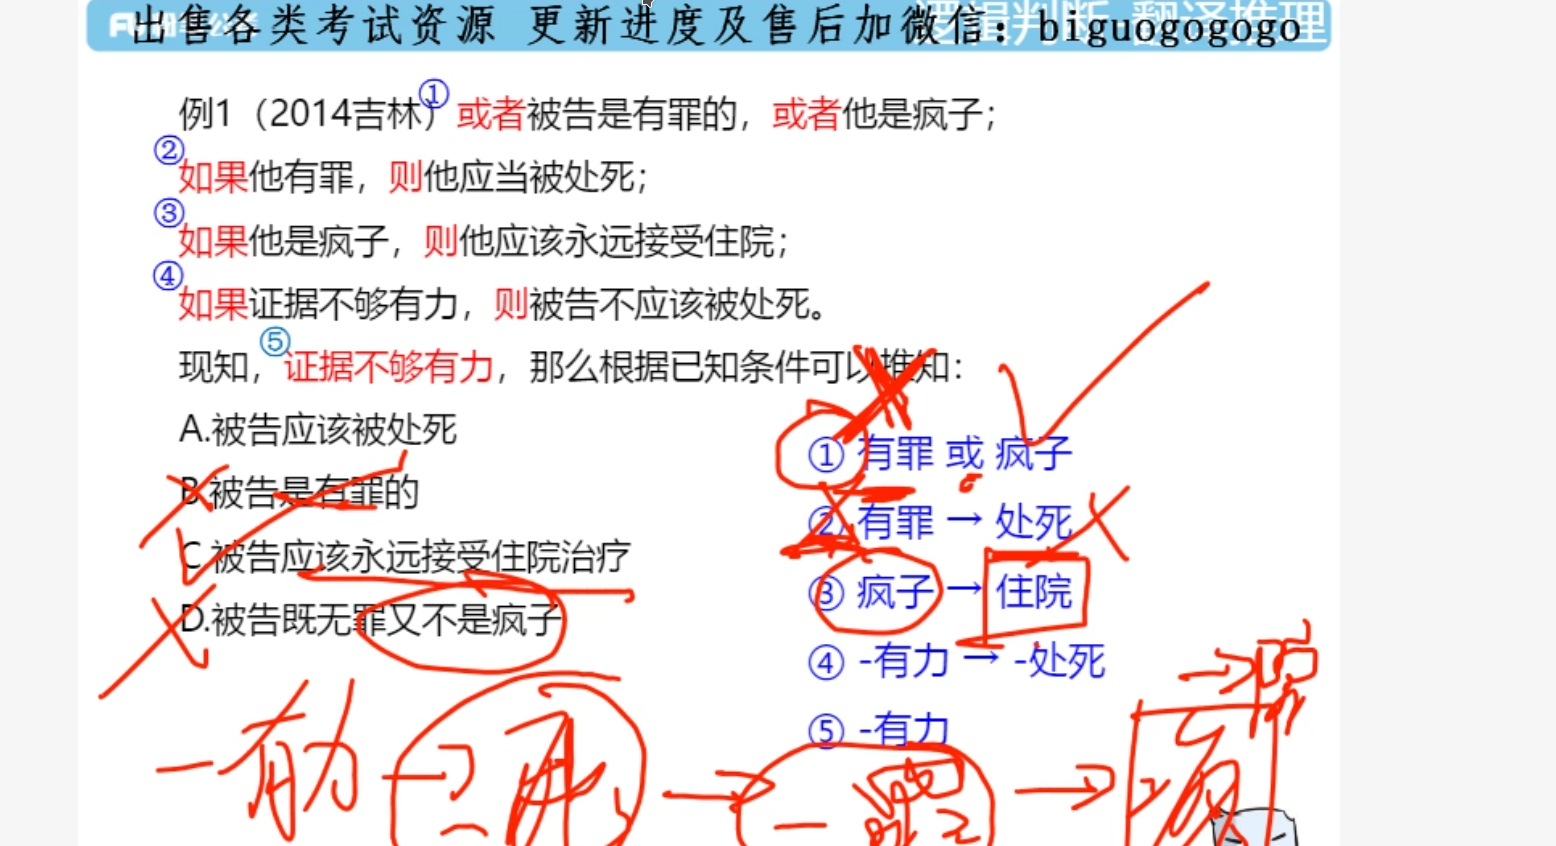 出售各类考试资源 更新进度及售后加微信：biguogogogo
逻辑判断 翻译推理
例1（2014吉林）①或者被告是有罪的，或者他是疯子；
②如果他有罪，则他应当被处死；
③如果他是疯子，则他应该永远接受住院；
④如果证据不够有力，则被告不应该被处死。
现知，⑤证据不够有力，那么根据已知条件可以推知：
A.被告应该被处死
B.被告是有罪的
C.被告应该永远接受住院治疗
D.被告既无罪又不是疯子
① 有罪 或 疯子
② 有罪 → 处死
③ 疯子 → 住院
④ -有力 → -处死
⑤ -有力
-有力 → -死 → -罪 → 疯 → 院